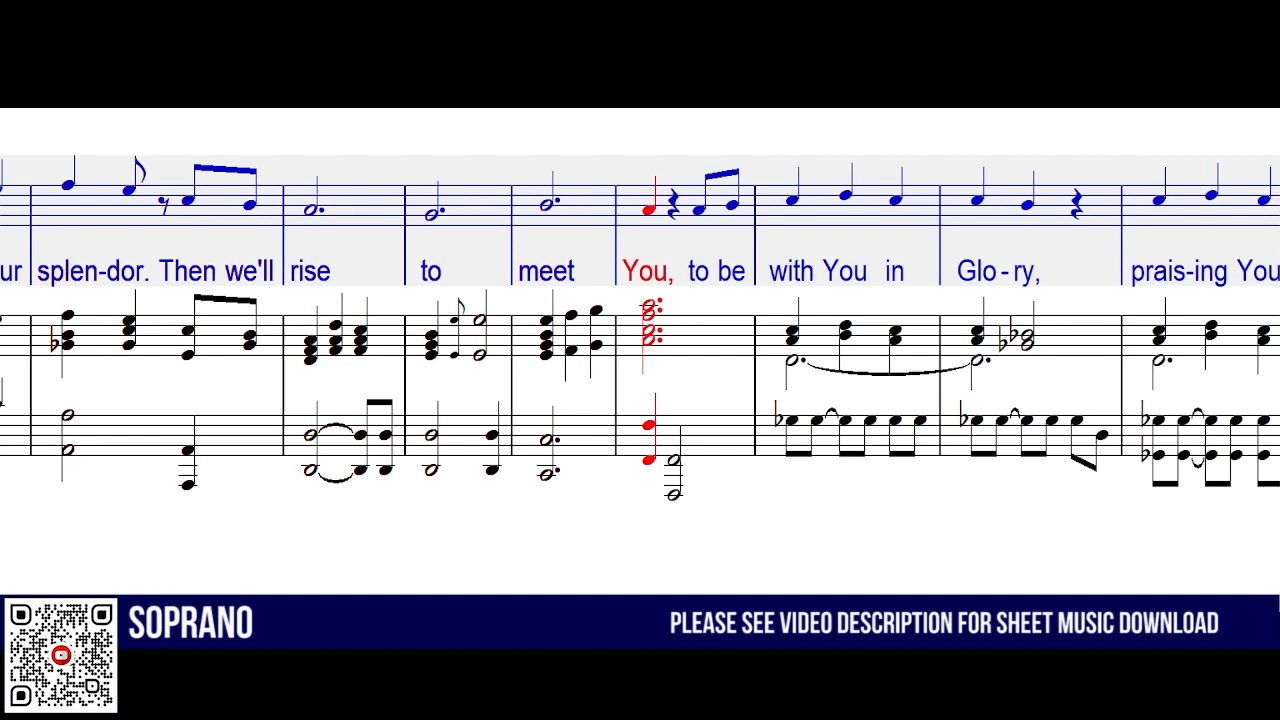 ur splen-dor. Then we'll rise to meet You, to be with You in Glo-ry, prais-ing You
SOPRANO
PLEASE SEE VIDEO DESCRIPTION FOR SHEET MUSIC DOWNLOAD